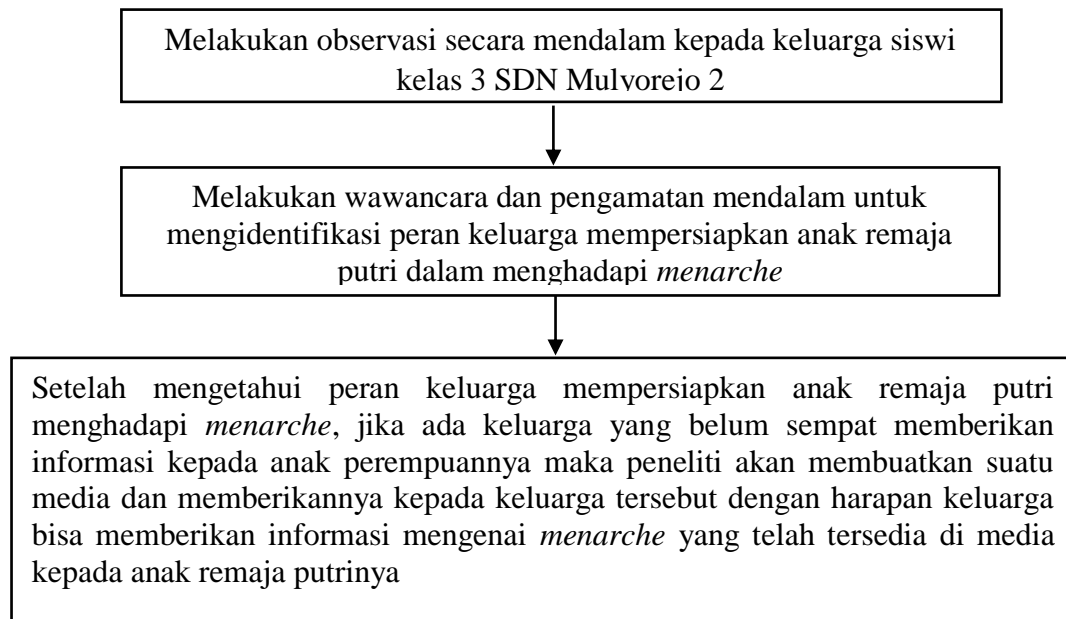 Melakukan observasi secara mendalam kepada keluarga siswi
kelas 3 SDN Mulyorejo 2
Melakukan wawancara dan pengamatan mendalam untuk
mengidentifikasi peran keluarga mempersiapkan anak remaja
putri dalam menghadapi menarche
Setelah mengetahui peran keluarga mempersiapkan anak remaja putri
menghadapi menarche, jika ada keluarga yang belum sempat memberikan
informasi kepada anak perempuannya maka peneliti akan membuatkan suatu
media dan memberikannya kepada keluarga tersebut dengan harapan keluarga
bisa memberikan informasi mengenai menarche yang telah tersedia di media
kepada anak remaja putrinya